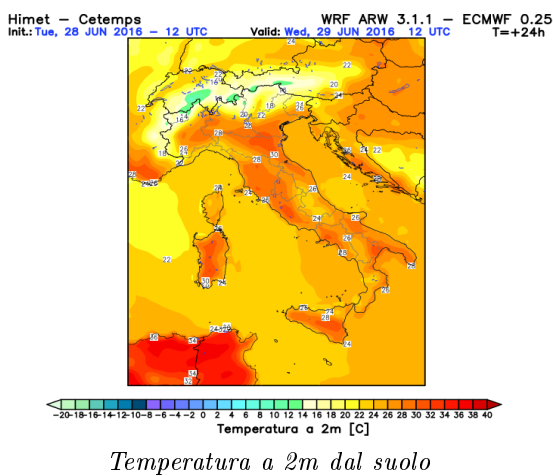 Himet – Cetemps WRF ARW 3.1.1 – ECMWF 0.25
Init.: Tue, 28 JUN 2016 – 12 UTC Valid: Wed, 29 JUN 2016 12 UTC T=+24h
-20-18-16-14-12-10-8 -6 -4 -2 0 2 4 6 8 10 12 14 16 18 20 22 24 26 28 30 32 34 36 38 40
Temperatura a 2m [C]
Temperatura a 2m dal suolo